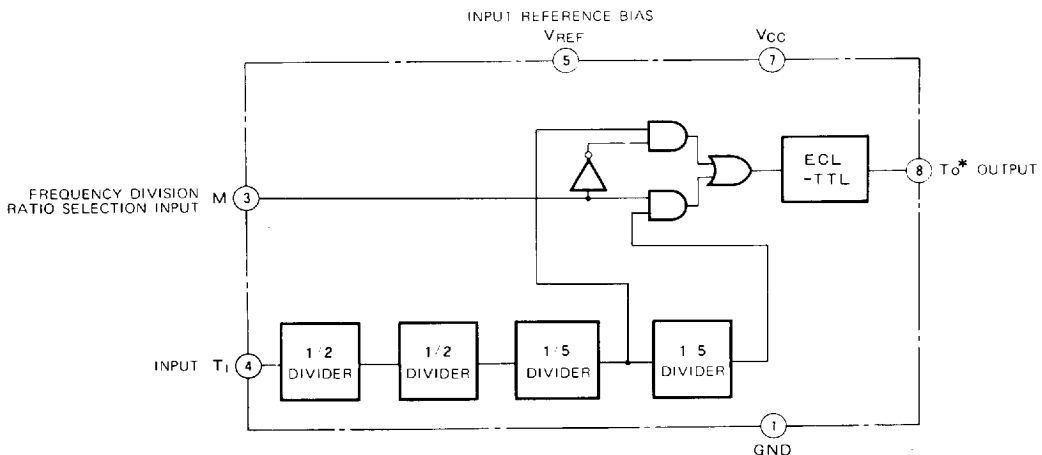 INPUT REFERENCE BIAS
VREF
VCC
5
7
ECL
-TTL
8
To* OUTPUT
FREQUENCY DIVISION
RATIO SELECTION INPUT
M
3
INPUT TI
4
1/2
DIVIDER
1/2
DIVIDER
1/5
DIVIDER
1 5
DIVIDER
1
GND